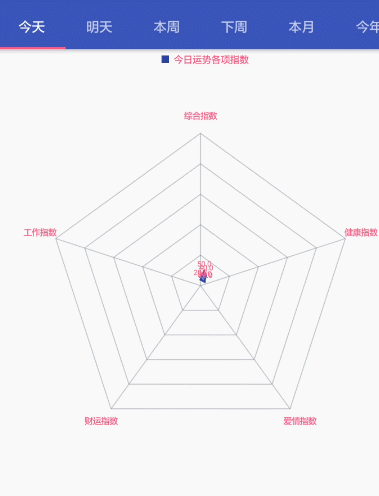 今天 明天 本周 下周 本月 今年
今日运势各项指数
综合指数
工作指数 健康指数
50.0
财运指数 爱情指数